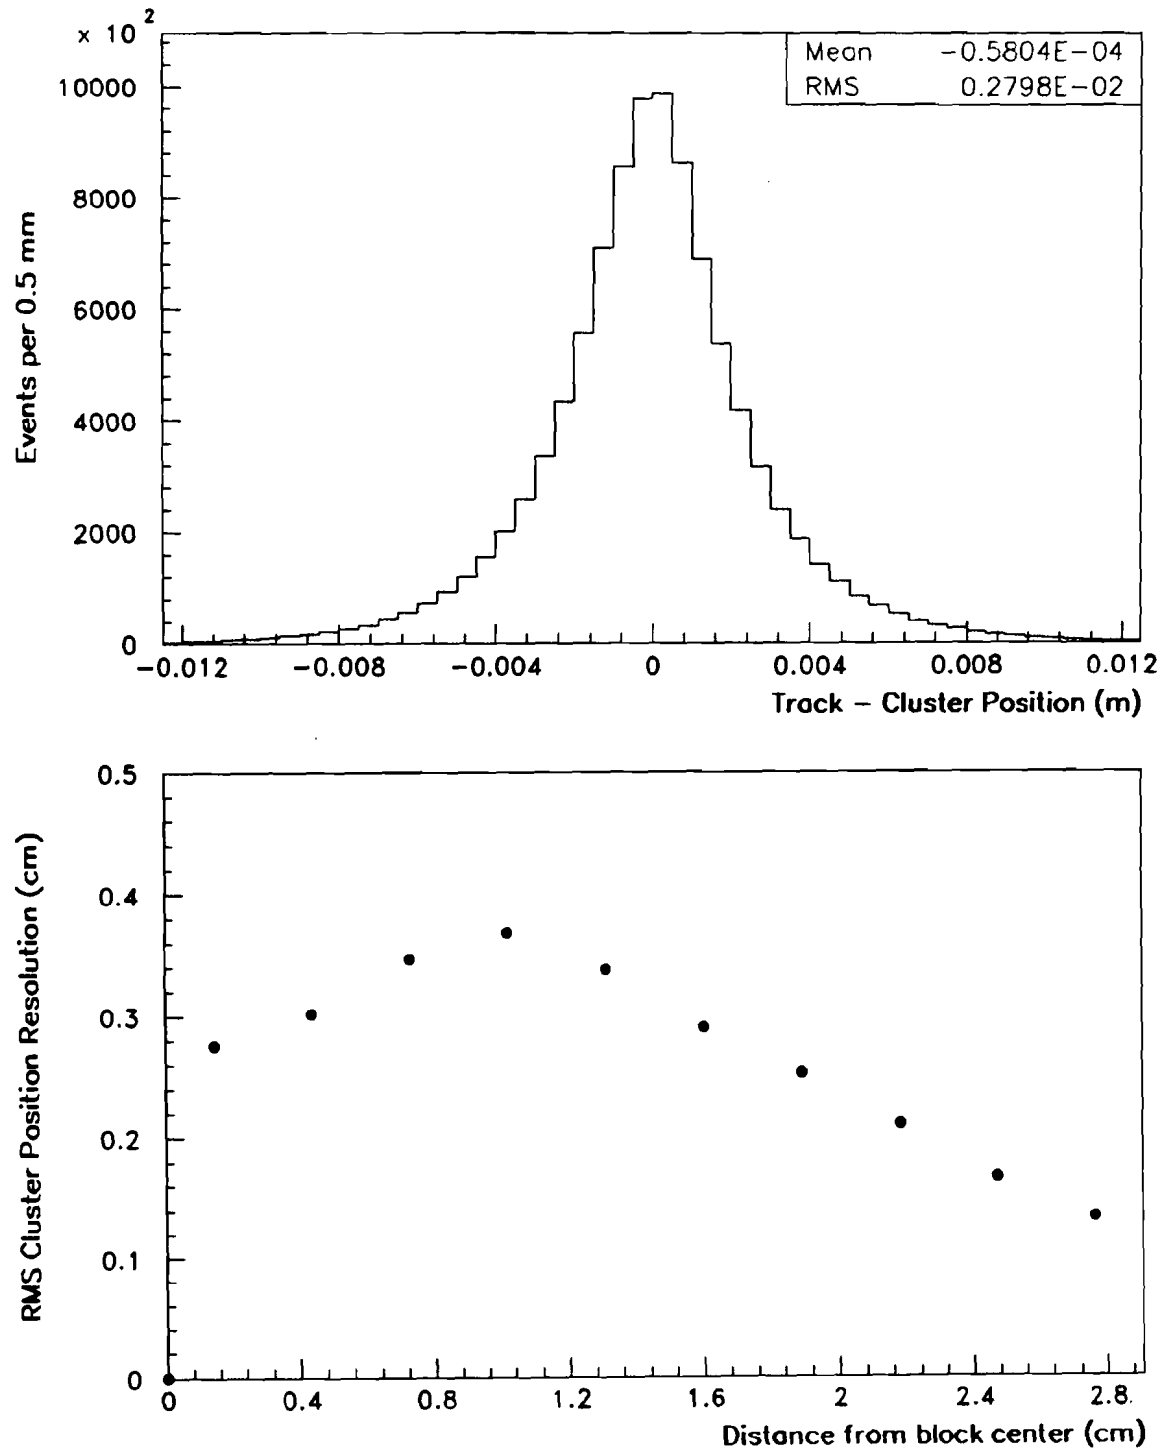 × 10 2
Mean −0.5804E−04
RMS 0.2798E−02
10000
8000
6000
4000
2000
0
Events per 0.5 mm
−0.012 −0.008 −0.004 0 0.004 0.008 0.012
Track − Cluster Position (m)
0.5
0.4
0.3
0.2
0.1
0
RMS Cluster Position Resolution (cm)
0 0.4 0.8 1.2 1.6 2 2.4 2.8
Distance from block center (cm)